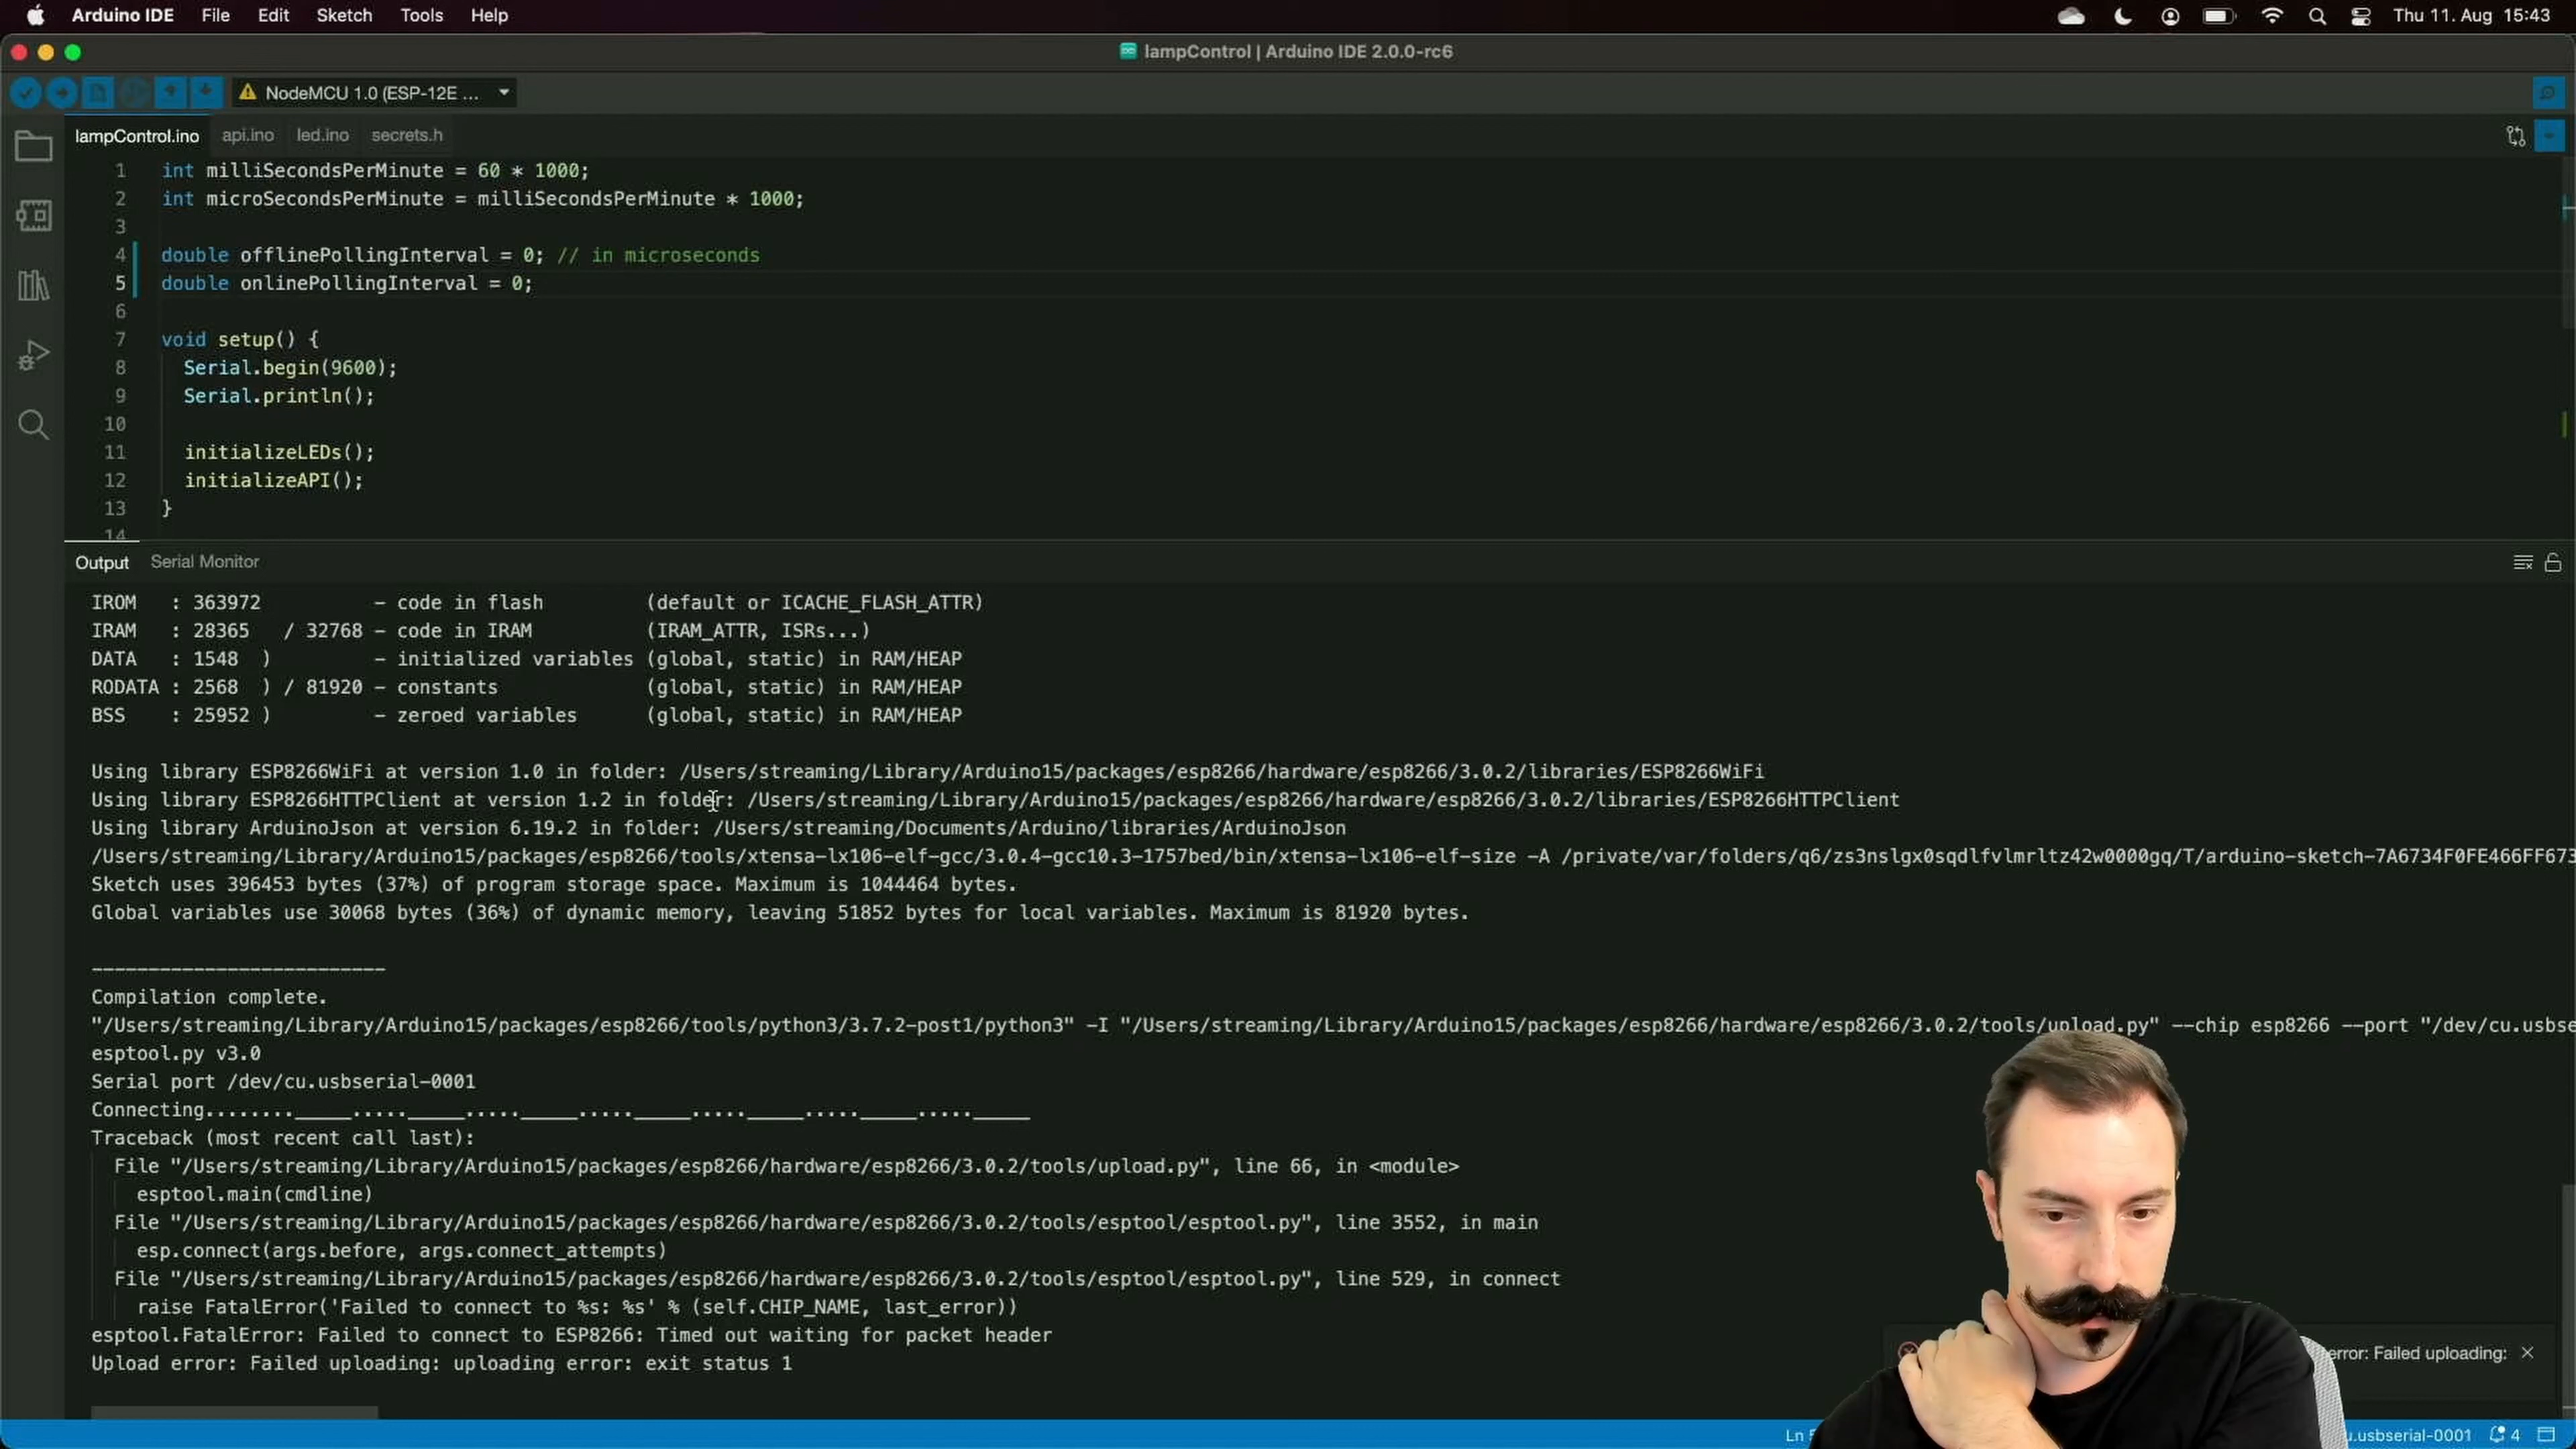 Arduino IDE File Edit Sketch Tools Help Thu 11. Aug 15:43
lampControl | Arduino IDE 2.0.0-rc6
NodeMCU 1.0 (ESP-12E ...
lampControl.ino api.ino led.ino secrets.h
1 int milliSecondsPerMinute = 60 * 1000;
2 int microSecondsPerMinute = milliSecondsPerMinute * 1000;
3
4 double offlinePollingInterval = 0; // in microseconds
5 double onlinePollingInterval = 0;
6
7 void setup() {
8 Serial.begin(9600);
9 Serial.println();
10
11 initializeLEDs();
12 initializeAPI();
13 }
14
Output Serial Monitor
IROM : 363972 - code in flash (default or ICACHE_FLASH_ATTR)
IRAM : 28365 / 32768 - code in IRAM (IRAM_ATTR, ISRs...)
DATA : 1548 ) - initialized variables (global, static) in RAM/HEAP
RODATA : 2568 ) / 81920 - constants (global, static) in RAM/HEAP
BSS : 25952 ) - zeroed variables (global, static) in RAM/HEAP
Using library ESP8266WiFi at version 1.0 in folder: /Users/streaming/Library/Arduino15/packages/esp8266/hardware/esp8266/3.0.2/libraries/ESP8266WiFi
Using library ESP8266HTTPClient at version 1.2 in folder: /Users/streaming/Library/Arduino15/packages/esp8266/hardware/esp8266/3.0.2/libraries/ESP8266HTTPClient
Using library ArduinoJson at version 6.19.2 in folder: /Users/streaming/Documents/Arduino/libraries/ArduinoJson
/Users/streaming/Library/Arduino15/packages/esp8266/tools/xtensa-lx106-elf-gcc/3.0.4-gcc10.3-1757bed/bin/xtensa-lx106-elf-size -A /private/var/folders/q6/zs3nslgx0sqdlfvlmrltz42w0000gq/T/arduino-sketch-7A6734F0FE466FF673
Sketch uses 396453 bytes (37%) of program storage space. Maximum is 1044464 bytes.
Global variables use 30068 bytes (36%) of dynamic memory, leaving 51852 bytes for local variables. Maximum is 81920 bytes.
--------------------------
Compilation complete.
"/Users/streaming/Library/Arduino15/packages/esp8266/tools/python3/3.7.2-post1/python3" -I "/Users/streaming/Library/Arduino15/packages/esp8266/hardware/esp8266/3.0.2/tools/upload.py" --chip esp8266 --port "/dev/cu.usbse
esptool.py v3.0
Serial port /dev/cu.usbserial-0001
Connecting........_____....._____....._____....._____....._____....._____....._____
Traceback (most recent call last):
File "/Users/streaming/Library/Arduino15/packages/esp8266/hardware/esp8266/3.0.2/tools/upload.py", line 66, in <module>
esptool.main(cmdline)
File "/Users/streaming/Library/Arduino15/packages/esp8266/hardware/esp8266/3.0.2/tools/esptool/esptool.py", line 3552, in main
esp.connect(args.before, args.connect_attempts)
File "/Users/streaming/Library/Arduino15/packages/esp8266/hardware/esp8266/3.0.2/tools/esptool/esptool.py", line 529, in connect
raise FatalError('Failed to connect to %s: %s' % (self.CHIP_NAME, last_error))
esptool.FatalError: Failed to connect to ESP8266: Timed out waiting for packet header
error: Failed uploading:
Upload error: Failed uploading: uploading error: exit status 1
Ln u.usbserial-0001 4